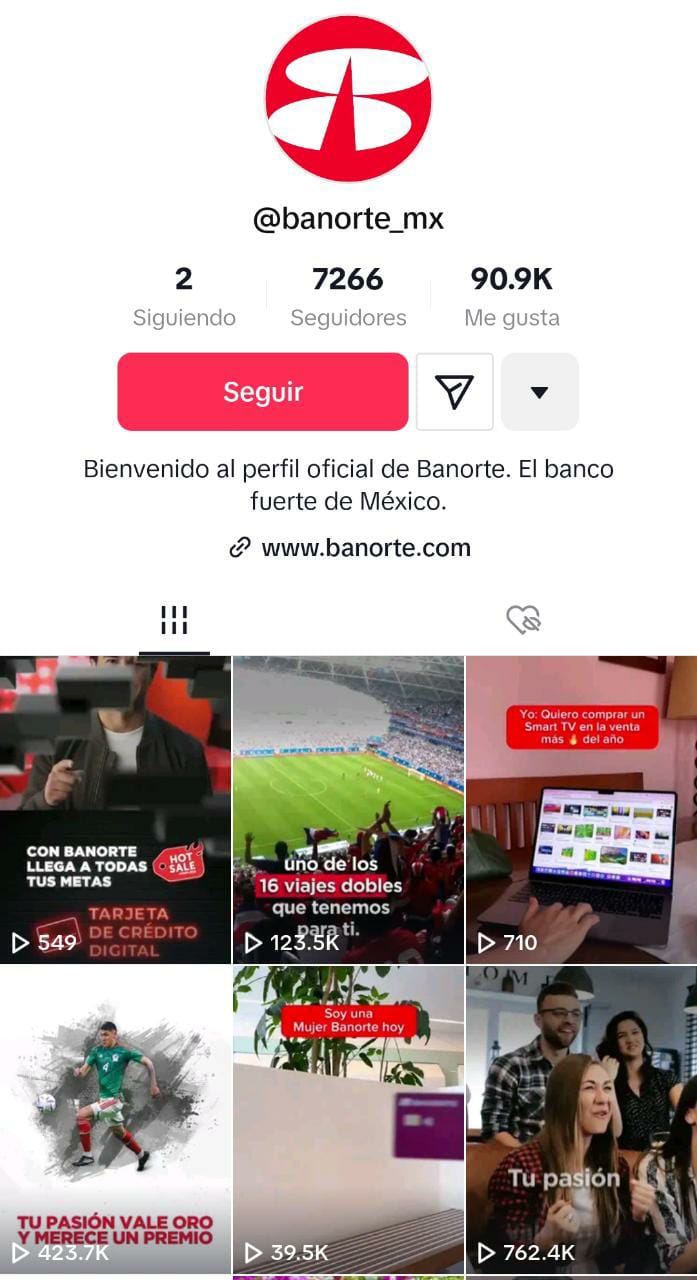 @banorte_mx
2 7266 90.9K
Siguiendo Seguidores Me gusta
Seguir
Bienvenido al perfil oficial de Banorte. El banco
fuerte de México.
www.banorte.com
CON BANORTE
LLEGA A TODAS
TUS METAS
HOT
SALE
TARJETA
DE CRÉDITO
DIGITAL
549
uno de los
16 viajes dobles
que tenemos
para ti.
123.5K
Yo: Quiero comprar un
Smart TV en la venta
más 🔥 del año
710
4
TU PASIÓN VALE ORO
Y MERECE UN PREMIO
423.7K
Soy una
Mujer Banorte hoy
39.5K
Tu pasión
762.4K